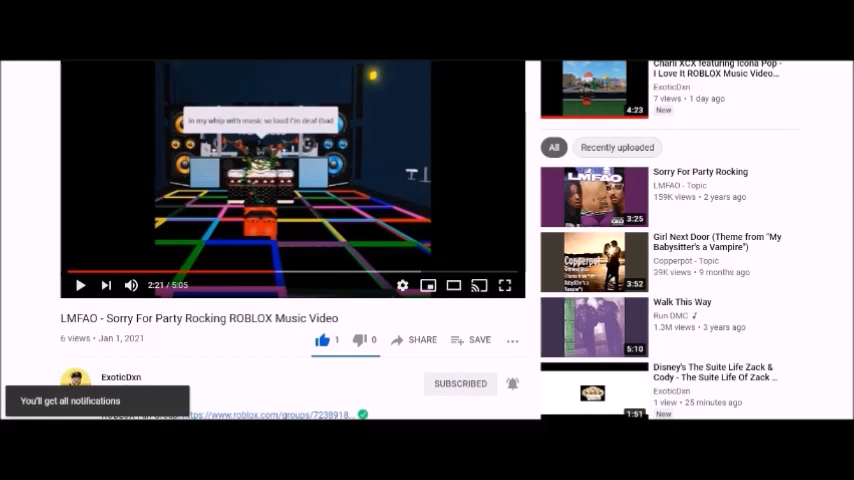 In my whip with music so loud I'm deaf (bad
2:21 / 5:05
LMFAO - Sorry For Party Rocking ROBLOX Music Video
6 views • Jan 1, 2021
1
0
SHARE
SAVE
ExoticDxn
SUBSCRIBED
You'll get all notifications
https://www.roblox.com/groups/7238918...
Charli XCX featuring Icona Pop -
I Love It ROBLOX Music Video...
ExoticDxn
7 views • 1 day ago
New
4:23
All
Recently uploaded
LMFAO
Sorry For Party Rocking
LMFAO - Topic
159K views • 2 years ago
3:25
Girl Next Door (Theme from "My
Babysitter's a Vampire")
Copperpot - Topic
39K views • 9 months ago
Copperpot
3:52
Walk This Way
Run DMC ♪
1.3M views • 3 years ago
5:10
Disney's The Suite Life Zack &
Cody - The Suite Life Of Zack ...
ExoticDxn
1 view • 25 minutes ago
New
1:51